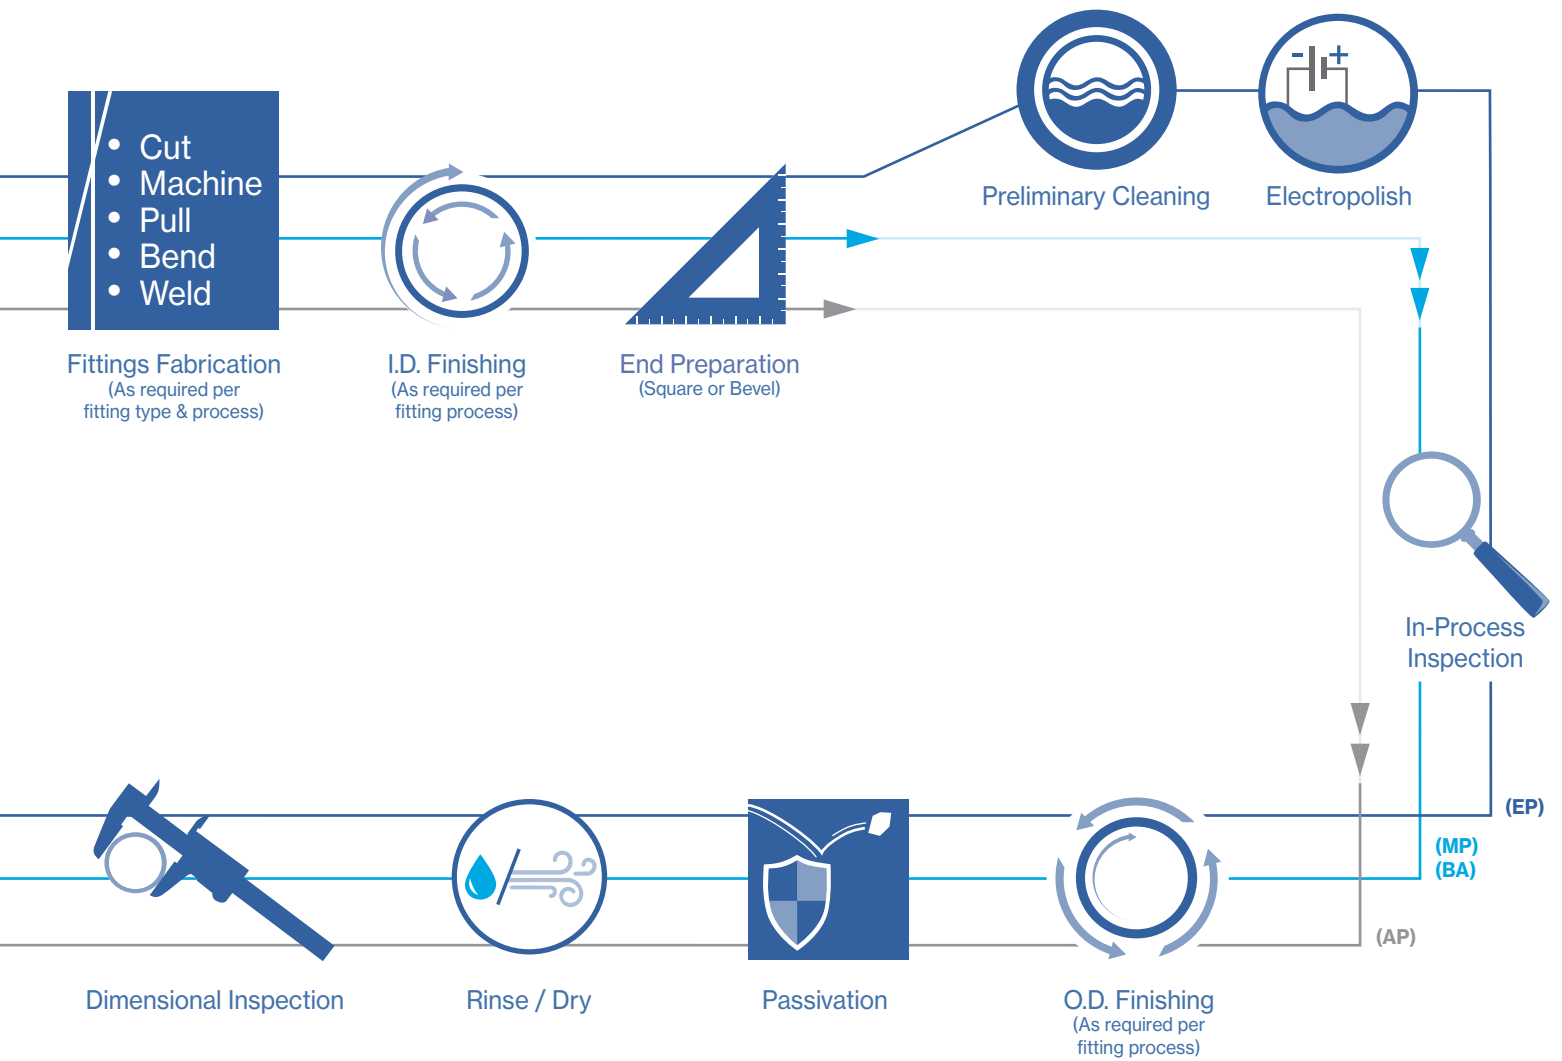 • Cut
• Machine
• Pull
• Bend
• Weld
- +
Preliminary Cleaning
Electropolish
Fittings Fabrication
(As required per
fitting type & process)
I.D. Finishing
(As required per
fitting process)
End Preparation
(Square or Bevel)
In-Process
Inspection
(EP)
(MP)
(BA)
(AP)
Dimensional Inspection
Rinse / Dry
Passivation
O.D. Finishing
(As required per
fitting process)